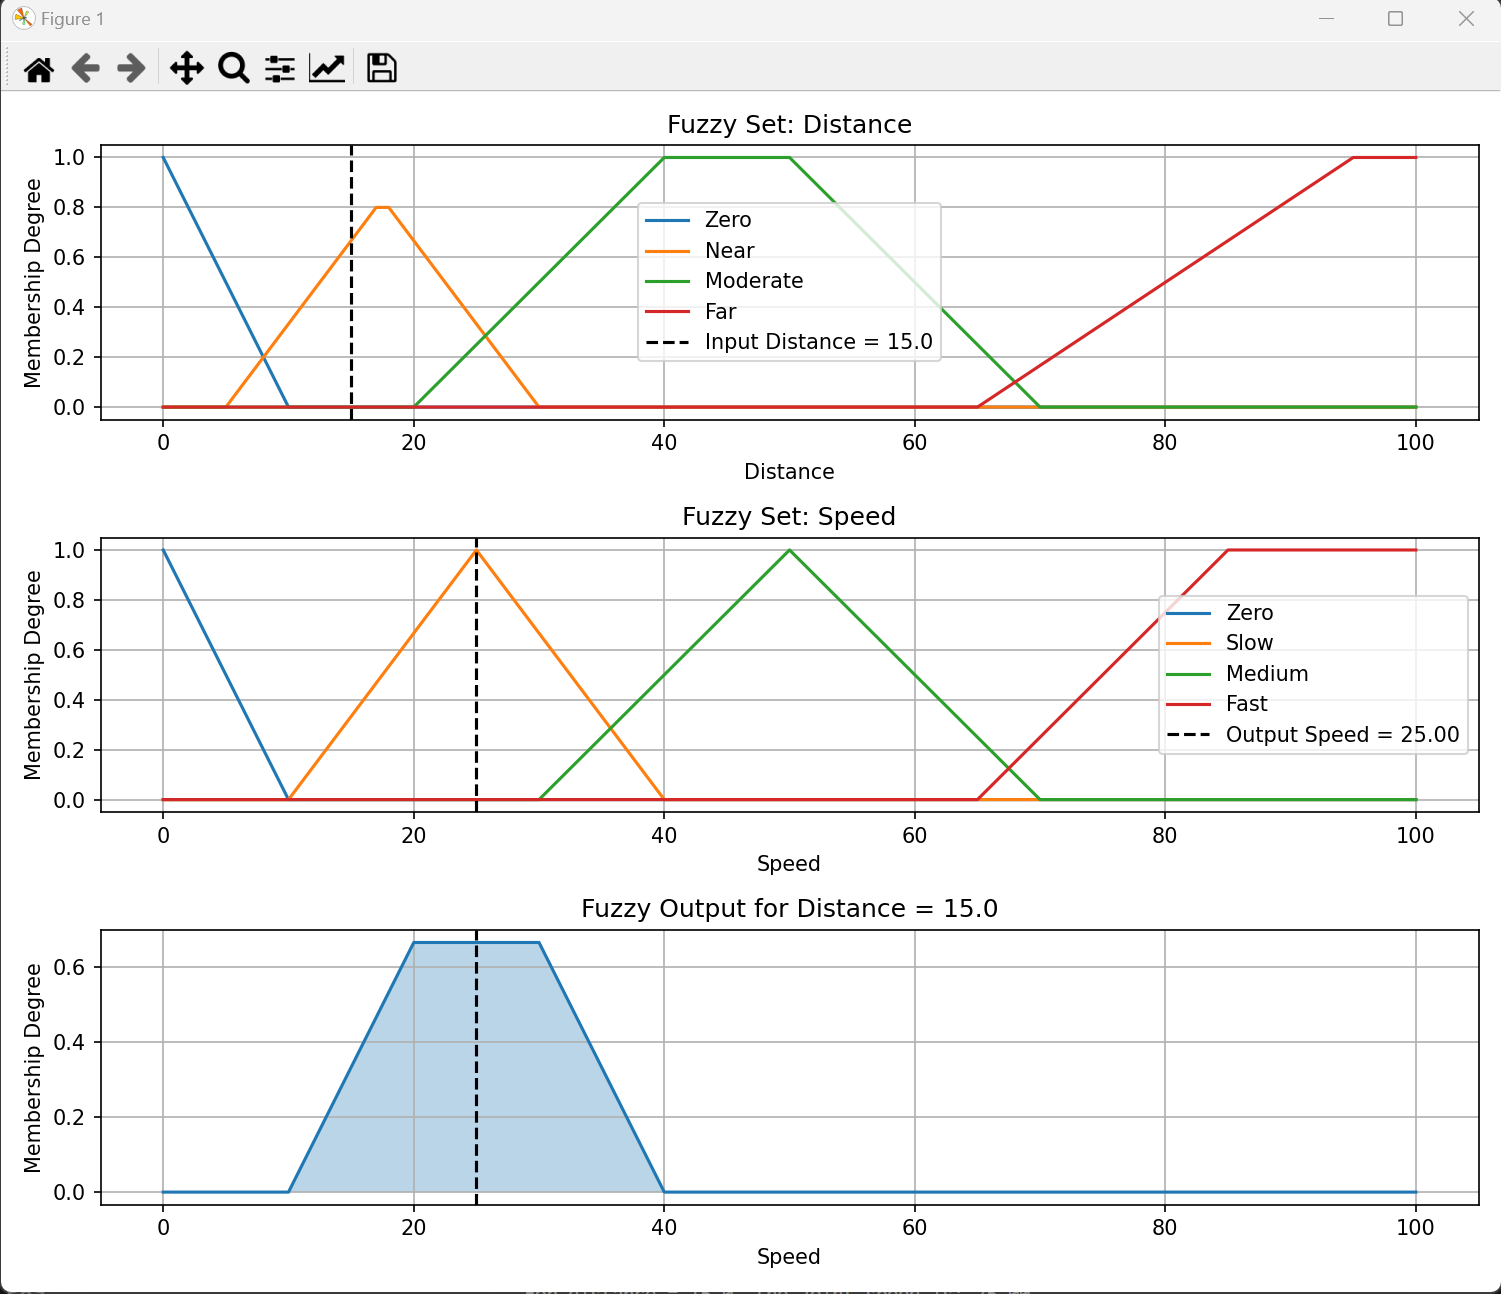 Figure 1
Fuzzy Set: Distance
Membership Degree
1.0
0.8
0.6
0.4
0.2
0.0
Zero
Near
Moderate
Far
Input Distance = 15.0
0 20 40 60 80 100
Distance
Fuzzy Set: Speed
Membership Degree
1.0
0.8
0.6
0.4
0.2
0.0
Zero
Slow
Medium
Fast
Output Speed = 25.00
0 20 40 60 80 100
Speed
Fuzzy Output for Distance = 15.0
Membership Degree
0.6
0.4
0.2
0.0
0 20 40 60 80 100
Speed